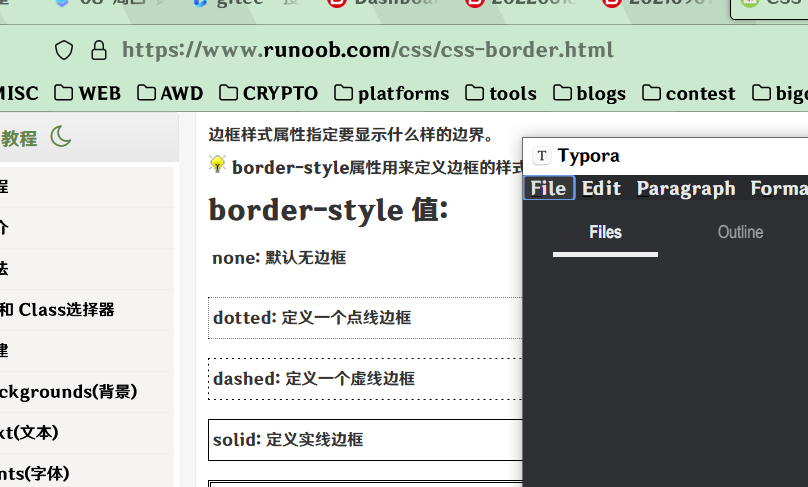 08
gitee
Dashboar
https://www.runoob.com/css/css-border.html
MISC WEB AWD CRYPTO platforms tools blogs contest bigc
教程
边框样式属性指定要显示什么样的边界。
border-style属性用来定义边框的样式
border-style 值:
none: 默认无边框
dotted: 定义一个点线边框
dashed: 定义一个虚线边框
solid: 定义实线边框
程
介
法
和 Class选择器
建
ckgrounds(背景)
xt(文本)
nts(字体)
Typora
File Edit Paragraph Forma
Files Outline